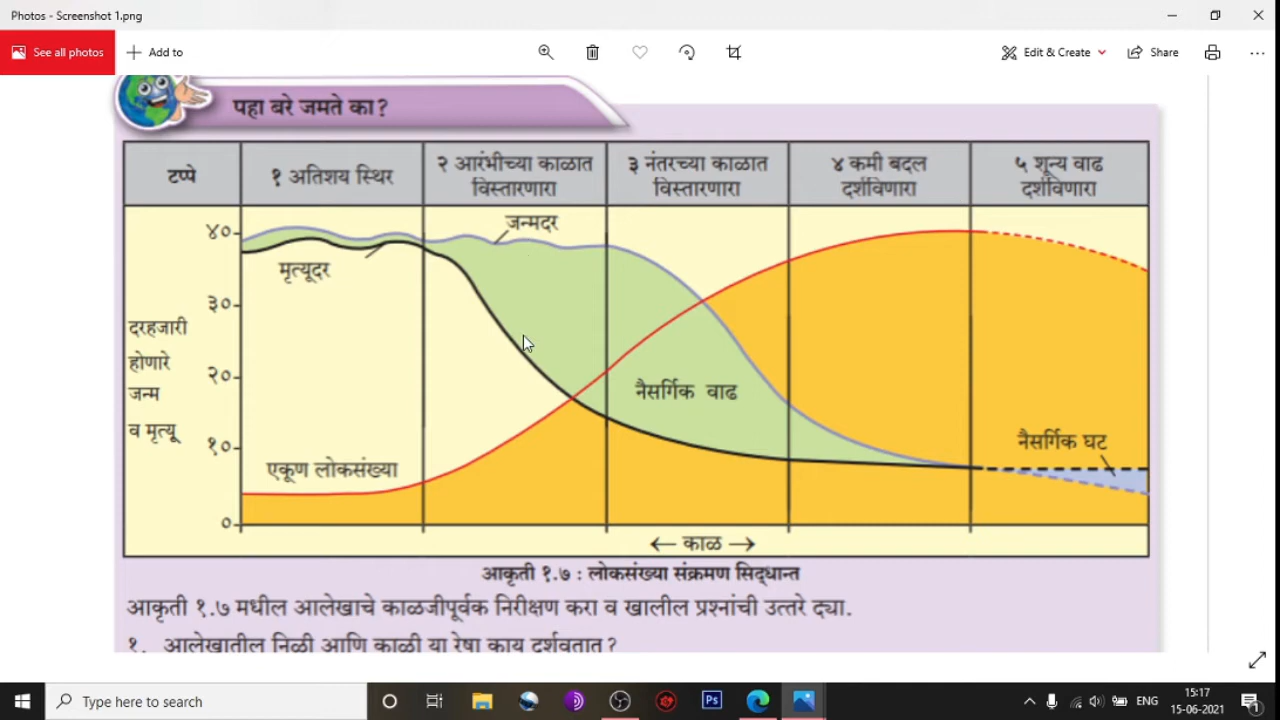 Photos - Screenshot 1.png
See all photos
Add to
Edit & Create
Share
पहा बरे जमते का?
टप्पे
१ अतिशय स्थिर
२ आरंभीच्या काळात
विस्तारणारा
३ नंतरच्या काळात
विस्तारणारा
४ कमी बदल
दर्शविणारा
५ शून्य वाढ
दर्शविणारा
जन्मदर
४०
मृत्यूदर
३०
दरहजारी
होणारे
२०
जन्म
नैसर्गिक वाढ
व मृत्यू
१०
नैसर्गिक घट
एकूण लोकसंख्या
०
← काळ →
आकृती १.७ : लोकसंख्या संक्रमण सिद्धान्त
आकृती १.७ मधील आलेखाचे काळजीपूर्वक निरीक्षण करा व खालील प्रश्नांची उत्तरे द्या.
१. आलेखातील निळी आणि काळी या रेषा काय दर्शवतात?
Type here to search
Ps
ENG
15:17
15-06-2021
1